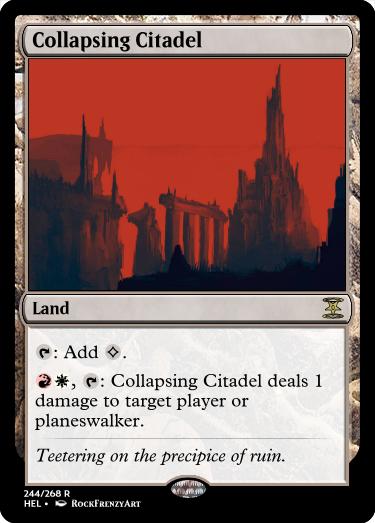 Collapsing Citadel
Land
: Add .
, : Collapsing Citadel deals 1
damage to target player or
planeswalker.
Teetering on the precipice of ruin.
244/268 R
HEL • RockFrenzyArt